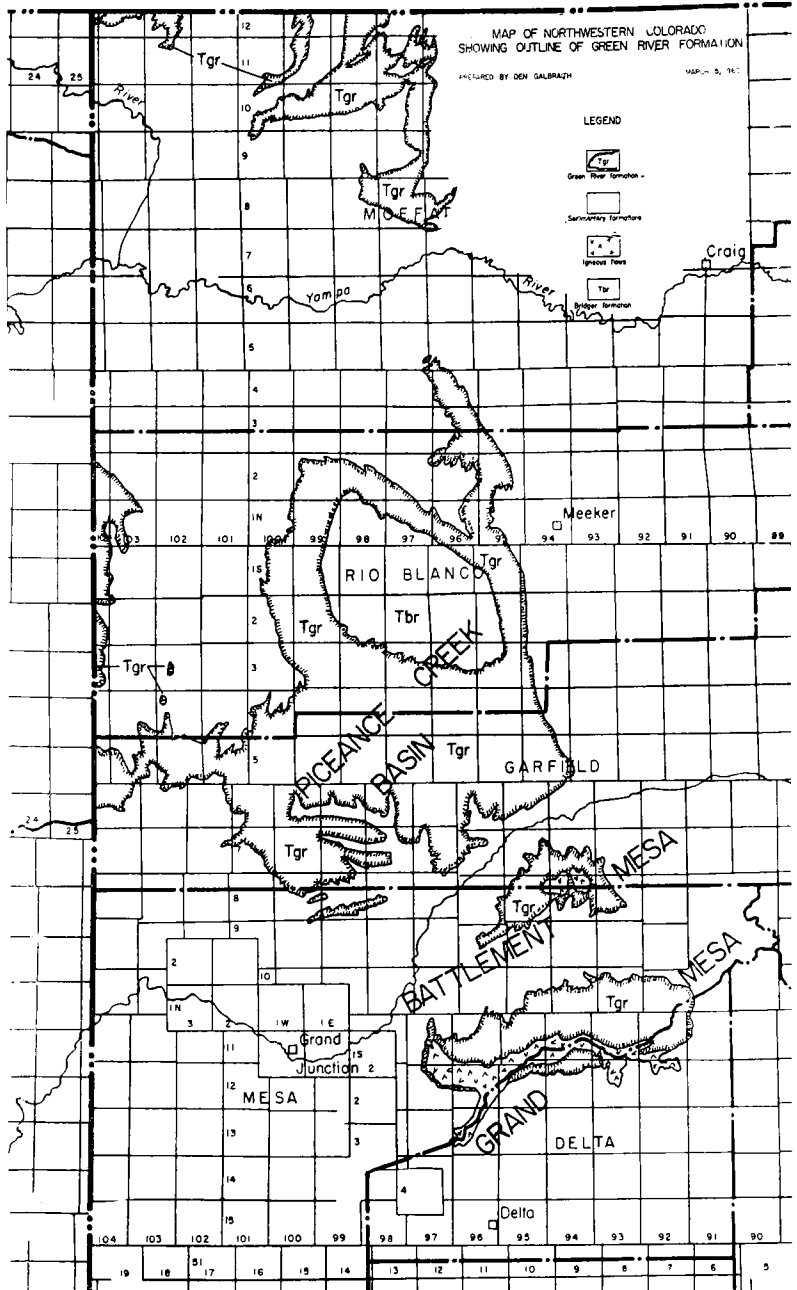 MAP OF NORTHWESTERN COLORADO
SHOWING OUTLINE OF GREEN RIVER FORMATION
PREPARED BY DEN GALBRAITH
MARCH 5, 196
LEGEND
Tgr
Green River formation
Sedimentary formations
Igneous flows
Tbr
Bridger formation
12
Tgr
24 25
11
River
10
Tgr
9
Tgr
8
MOFFAT
7
Craig
6
Yampa
River
5
4
3
2
1N
Meeker
103 102 100 99 98 97 96 94 93 92 91 90 89
1S
RIO BLANCO
Tgr
2
Tbr
Tgr
Tgr
3
PICEANCE CREEK
BASIN
Tgr
5
GARFIELD
6
24 25
Tgr
MESA
8
Tgr
9
BATTLEMENT
2
10
MESA
Tgr
1N
3 2 1W 1E
11
Grand
Junction
1S
2
12
MESA
2
GRAND
13
3
DELTA
14
4
15
Delta
104 103 102 101 100 99 98 97 96 95 94 93 92 91 90
51
19 18 17 16 15 14 13 12 11 10 9 8 7 6 5